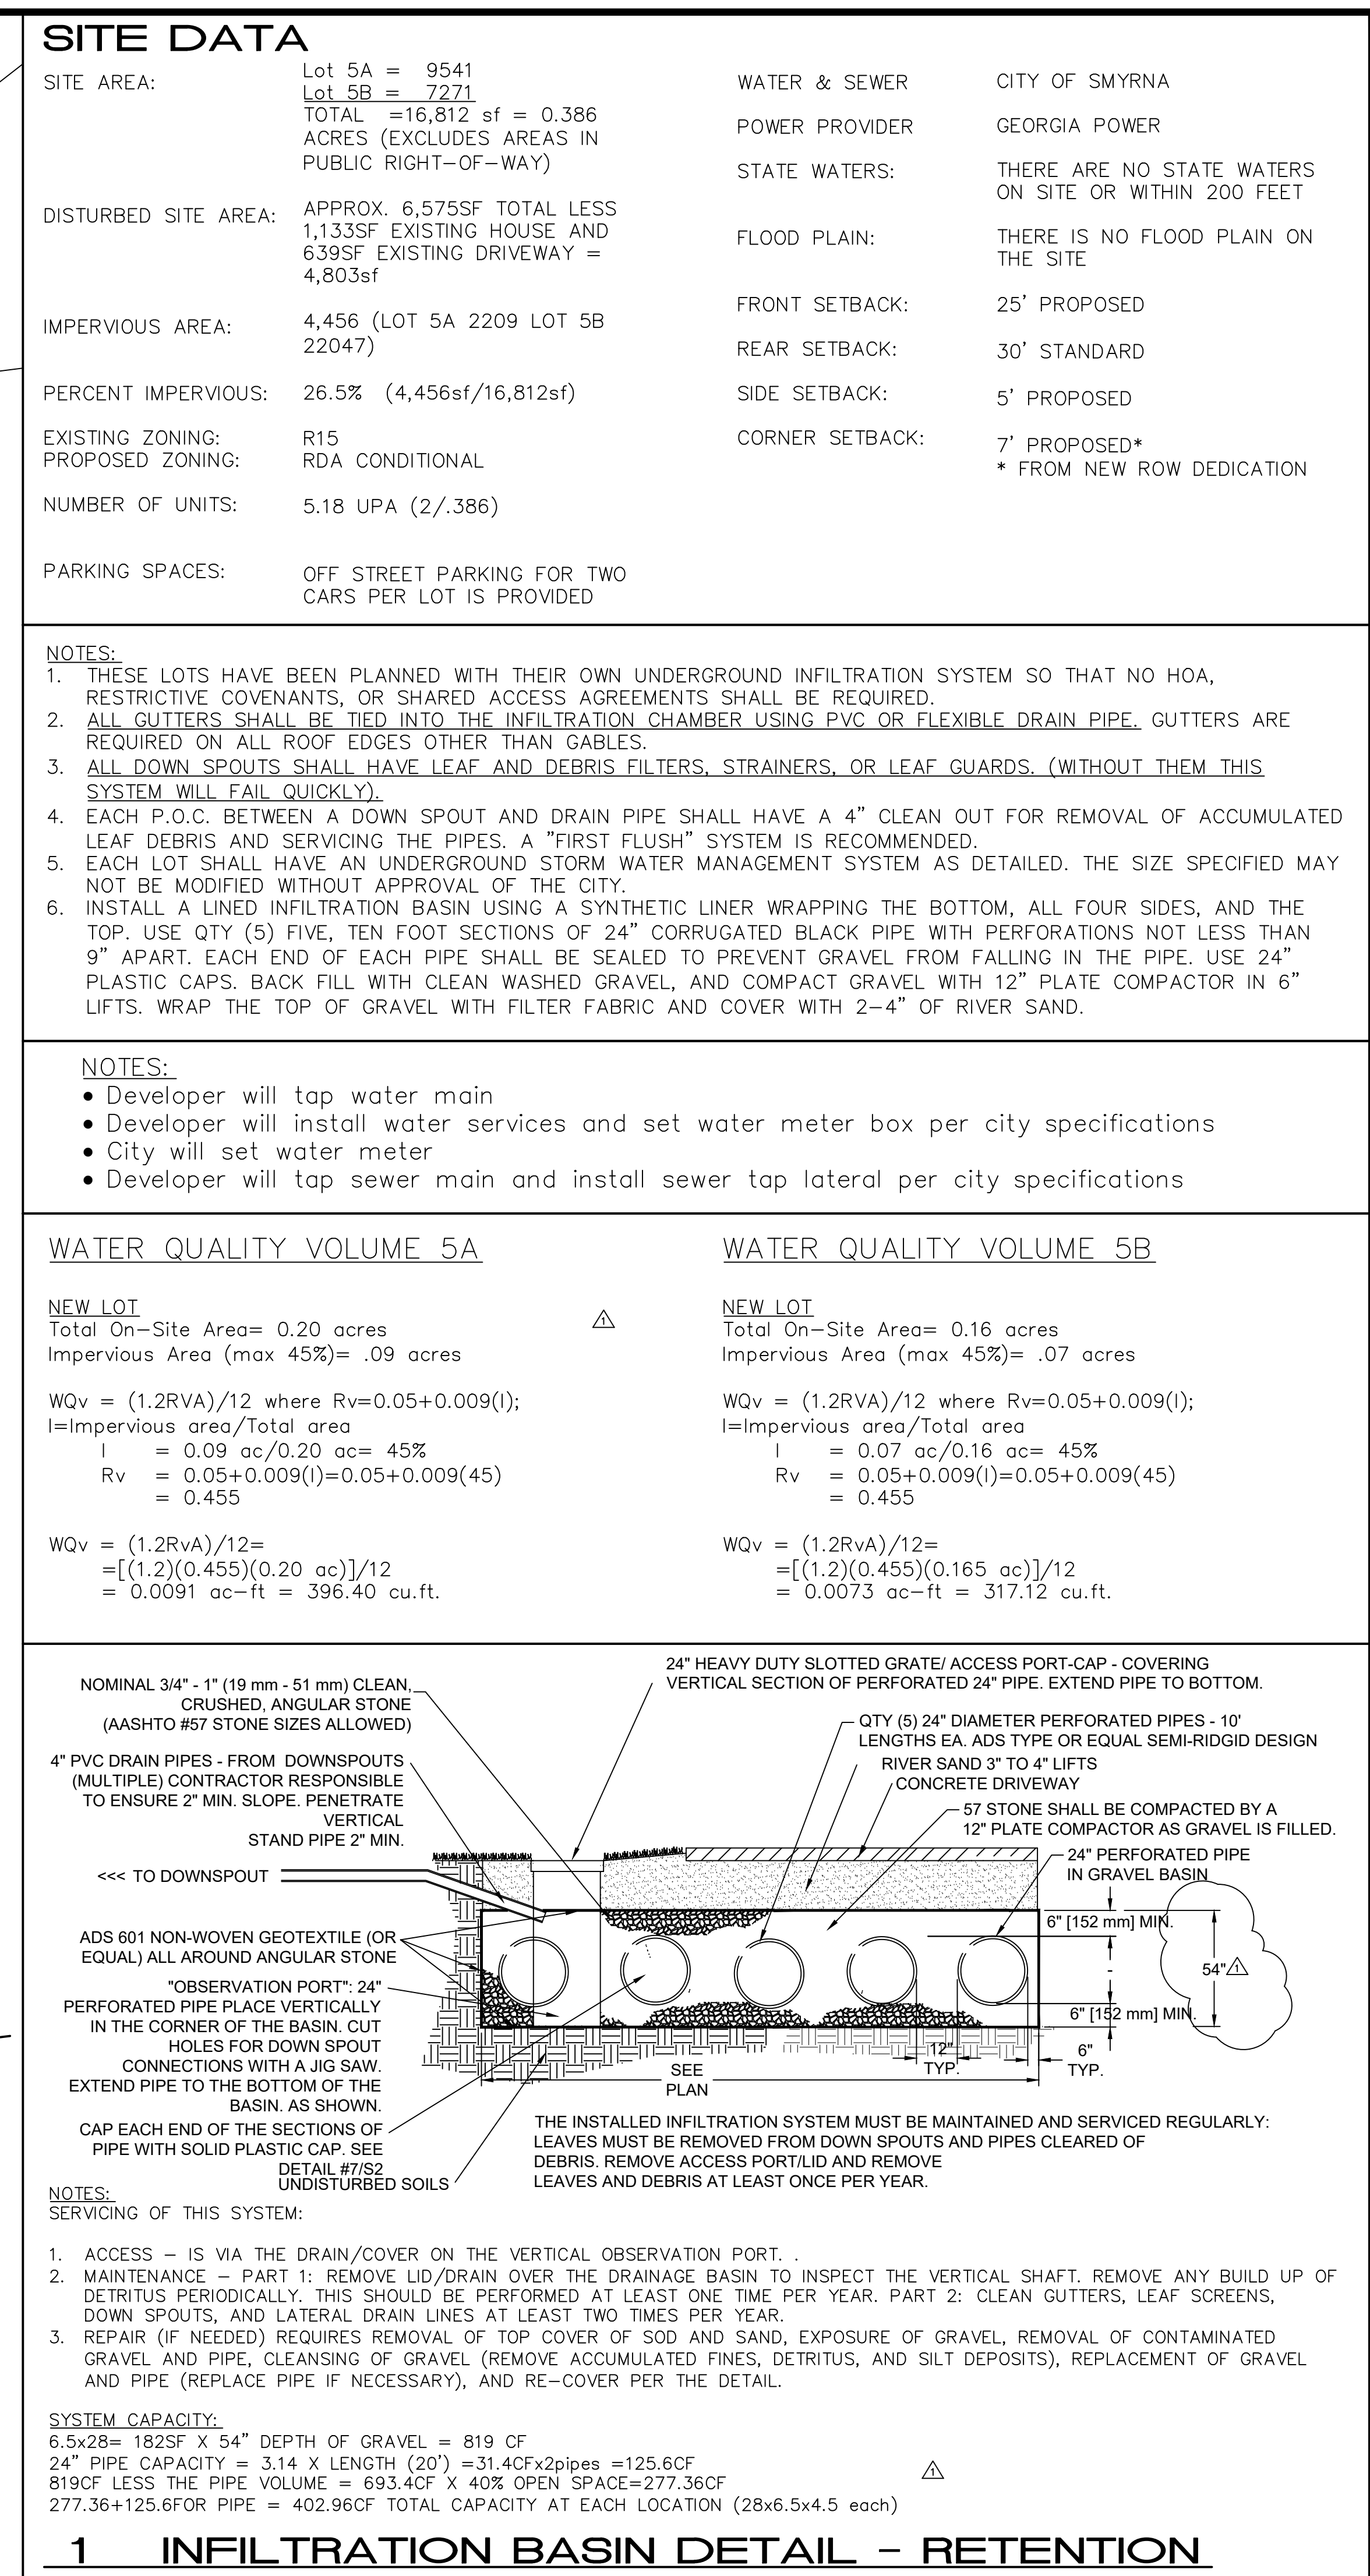 SITE DATA
SITE AREA:
Lot 5A = 9541
Lot 5B = 7271
TOTAL =16,812 sf = 0.386
ACRES (EXCLUDES AREAS IN
PUBLIC RIGHT-OF-WAY)
DISTURBED SITE AREA:
APPROX. 6,575SF TOTAL LESS
1,133SF EXISTING HOUSE AND
639SF EXISTING DRIVEWAY =
4,803sf
IMPERVIOUS AREA:
4,456 (LOT 5A 2209 LOT 5B
22047)
PERCENT IMPERVIOUS: 26.5% (4,456sf/16,812sf)
EXISTING ZONING: R15
PROPOSED ZONING: RDA CONDITIONAL
NUMBER OF UNITS: 5.18 UPA (2/.386)
PARKING SPACES:
OFF STREET PARKING FOR TWO
CARS PER LOT IS PROVIDED
WATER & SEWER CITY OF SMYRNA
POWER PROVIDER GEORGIA POWER
STATE WATERS: THERE ARE NO STATE WATERS
ON SITE OR WITHIN 200 FEET
FLOOD PLAIN: THERE IS NO FLOOD PLAIN ON
THE SITE
FRONT SETBACK: 25' PROPOSED
REAR SETBACK: 30' STANDARD
SIDE SETBACK: 5' PROPOSED
CORNER SETBACK: 7' PROPOSED*
* FROM NEW ROW DEDICATION
NOTES:
1. THESE LOTS HAVE BEEN PLANNED WITH THEIR OWN UNDERGROUND INFILTRATION SYSTEM SO THAT NO HOA,
RESTRICTIVE COVENANTS, OR SHARED ACCESS AGREEMENTS SHALL BE REQUIRED.
2. ALL GUTTERS SHALL BE TIED INTO THE INFILTRATION CHAMBER USING PVC OR FLEXIBLE DRAIN PIPE. GUTTERS ARE
REQUIRED ON ALL ROOF EDGES OTHER THAN GABLES.
3. ALL DOWN SPOUTS SHALL HAVE LEAF AND DEBRIS FILTERS, STRAINERS, OR LEAF GUARDS. (WITHOUT THEM THIS
SYSTEM WILL FAIL QUICKLY).
4. EACH P.O.C. BETWEEN A DOWN SPOUT AND DRAIN PIPE SHALL HAVE A 4" CLEAN OUT FOR REMOVAL OF ACCUMULATED
LEAF DEBRIS AND SERVICING THE PIPES. A "FIRST FLUSH" SYSTEM IS RECOMMENDED.
5. EACH LOT SHALL HAVE AN UNDERGROUND STORM WATER MANAGEMENT SYSTEM AS DETAILED. THE SIZE SPECIFIED MAY
NOT BE MODIFIED WITHOUT APPROVAL OF THE CITY.
6. INSTALL A LINED INFILTRATION BASIN USING A SYNTHETIC LINER WRAPPING THE BOTTOM, ALL FOUR SIDES, AND THE
TOP. USE QTY (5) FIVE, TEN FOOT SECTIONS OF 24" CORRUGATED BLACK PIPE WITH PERFORATIONS NOT LESS THAN
9" APART. EACH END OF EACH PIPE SHALL BE SEALED TO PREVENT GRAVEL FROM FALLING IN THE PIPE. USE 24"
PLASTIC CAPS. BACK FILL WITH CLEAN WASHED GRAVEL, AND COMPACT GRAVEL WITH 12" PLATE COMPACTOR IN 6"
LIFTS. WRAP THE TOP OF GRAVEL WITH FILTER FABRIC AND COVER WITH 2-4" OF RIVER SAND.
NOTES:
• Developer will tap water main
• Developer will install water services and set water meter box per city specifications
• City will set water meter
• Developer will tap sewer main and install sewer tap lateral per city specifications
WATER QUALITY VOLUME 5A
NEW LOT
Total On-Site Area= 0.20 acres
Impervious Area (max 45%)= .09 acres
1
WQv = (1.2RVA)/12 where Rv=0.05+0.009(I);
I=Impervious area/Total area
I = 0.09 ac/0.20 ac= 45%
Rv = 0.05+0.009(I)=0.05+0.009(45)
= 0.455
WQv = (1.2RvA)/12=
=[(1.2)(0.455)(0.20 ac)]/12
= 0.0091 ac-ft = 396.40 cu.ft.
WATER QUALITY VOLUME 5B
NEW LOT
Total On-Site Area= 0.16 acres
Impervious Area (max 45%)= .07 acres
WQv = (1.2RVA)/12 where Rv=0.05+0.009(I);
I=Impervious area/Total area
I = 0.07 ac/0.16 ac= 45%
Rv = 0.05+0.009(I)=0.05+0.009(45)
= 0.455
WQv = (1.2RvA)/12=
=[(1.2)(0.455)(0.165 ac)]/12
= 0.0073 ac-ft = 317.12 cu.ft.
NOMINAL 3/4" - 1" (19 mm - 51 mm) CLEAN,
CRUSHED, ANGULAR STONE
(AASHTO #57 STONE SIZES ALLOWED)
4" PVC DRAIN PIPES - FROM DOWNSPOUTS
(MULTIPLE) CONTRACTOR RESPONSIBLE
TO ENSURE 2" MIN. SLOPE. PENETRATE
VERTICAL
STAND PIPE 2" MIN.
<<< TO DOWNSPOUT
ADS 601 NON-WOVEN GEOTEXTILE (OR
EQUAL) ALL AROUND ANGULAR STONE
"OBSERVATION PORT": 24"
PERFORATED PIPE PLACE VERTICALLY
IN THE CORNER OF THE BASIN. CUT
HOLES FOR DOWN SPOUT
CONNECTIONS WITH A JIG SAW.
EXTEND PIPE TO THE BOTTOM OF THE
BASIN. AS SHOWN.
CAP EACH END OF THE SECTIONS OF
PIPE WITH SOLID PLASTIC CAP. SEE
DETAIL #7/S2
UNDISTURBED SOILS
24" HEAVY DUTY SLOTTED GRATE/ ACCESS PORT-CAP - COVERING
VERTICAL SECTION OF PERFORATED 24" PIPE. EXTEND PIPE TO BOTTOM.
QTY (5) 24" DIAMETER PERFORATED PIPES - 10'
LENGTHS EA. ADS TYPE OR EQUAL SEMI-RIDGID DESIGN
RIVER SAND 3" TO 4" LIFTS
CONCRETE DRIVEWAY
57 STONE SHALL BE COMPACTED BY A
12" PLATE COMPACTOR AS GRAVEL IS FILLED.
24" PERFORATED PIPE
IN GRAVEL BASIN
6" [152 mm] MIN.
-
54" 1
6" [152 mm] MIN.
12"
TYP.
6"
TYP.
SEE
PLAN
THE INSTALLED INFILTRATION SYSTEM MUST BE MAINTAINED AND SERVICED REGULARLY:
LEAVES MUST BE REMOVED FROM DOWN SPOUTS AND PIPES CLEARED OF
DEBRIS. REMOVE ACCESS PORT/LID AND REMOVE
LEAVES AND DEBRIS AT LEAST ONCE PER YEAR.
NOTES:
SERVICING OF THIS SYSTEM:
1. ACCESS - IS VIA THE DRAIN/COVER ON THE VERTICAL OBSERVATION PORT. .
2. MAINTENANCE - PART 1: REMOVE LID/DRAIN OVER THE DRAINAGE BASIN TO INSPECT THE VERTICAL SHAFT. REMOVE ANY BUILD UP OF
DETRITUS PERIODICALLY. THIS SHOULD BE PERFORMED AT LEAST ONE TIME PER YEAR. PART 2: CLEAN GUTTERS, LEAF SCREENS,
DOWN SPOUTS, AND LATERAL DRAIN LINES AT LEAST TWO TIMES PER YEAR.
3. REPAIR (IF NEEDED) REQUIRES REMOVAL OF TOP COVER OF SOD AND SAND, EXPOSURE OF GRAVEL, REMOVAL OF CONTAMINATED
GRAVEL AND PIPE, CLEANSING OF GRAVEL (REMOVE ACCUMULATED FINES, DETRITUS, AND SILT DEPOSITS), REPLACEMENT OF GRAVEL
AND PIPE (REPLACE PIPE IF NECESSARY), AND RE-COVER PER THE DETAIL.
SYSTEM CAPACITY:
6.5x28= 182SF X 54" DEPTH OF GRAVEL = 819 CF
24" PIPE CAPACITY = 3.14 X LENGTH (20') =31.4CFx2pipes =125.6CF
819CF LESS THE PIPE VOLUME = 693.4CF X 40% OPEN SPACE=277.36CF
277.36+125.6FOR PIPE = 402.96CF TOTAL CAPACITY AT EACH LOCATION (28x6.5x4.5 each)
1
1 INFILTRATION BASIN DETAIL - RETENTION